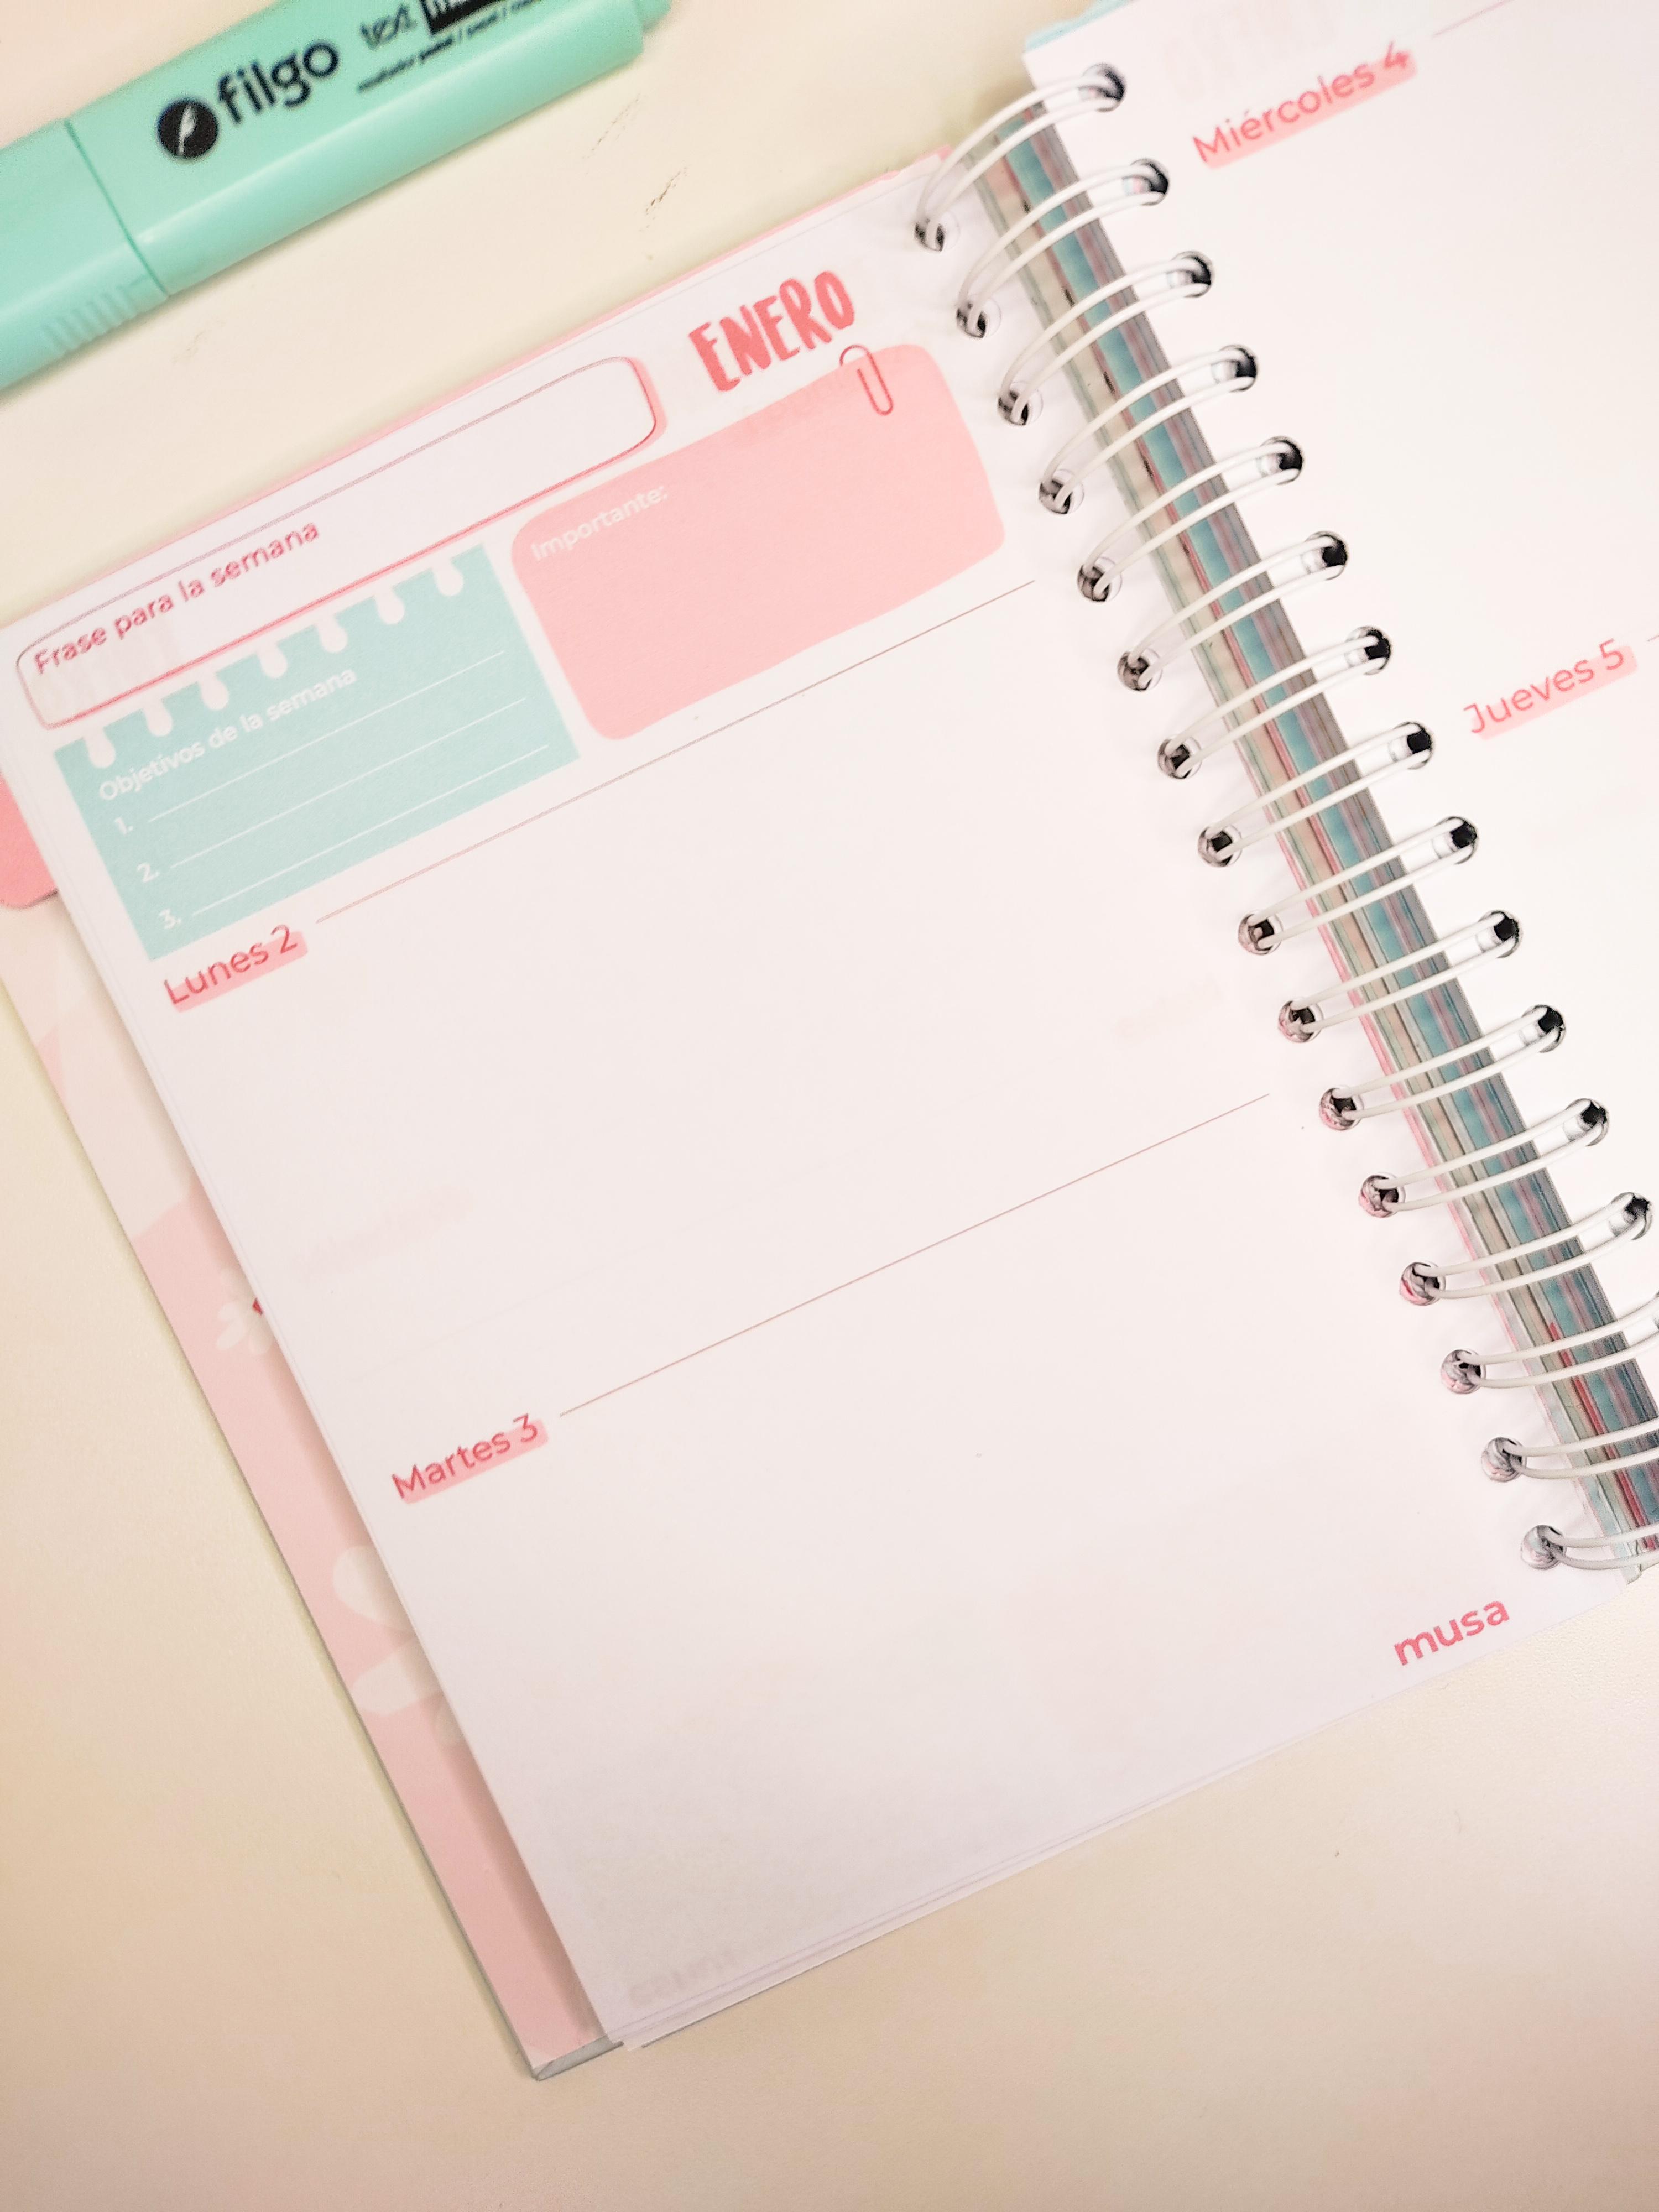 filgo text
ENERO
Frase para la semana
Importante:
Objetivos de la semana
1.
2.
3.
Lunes 2
Martes 3
musa
Miércoles 4
Jueves 5